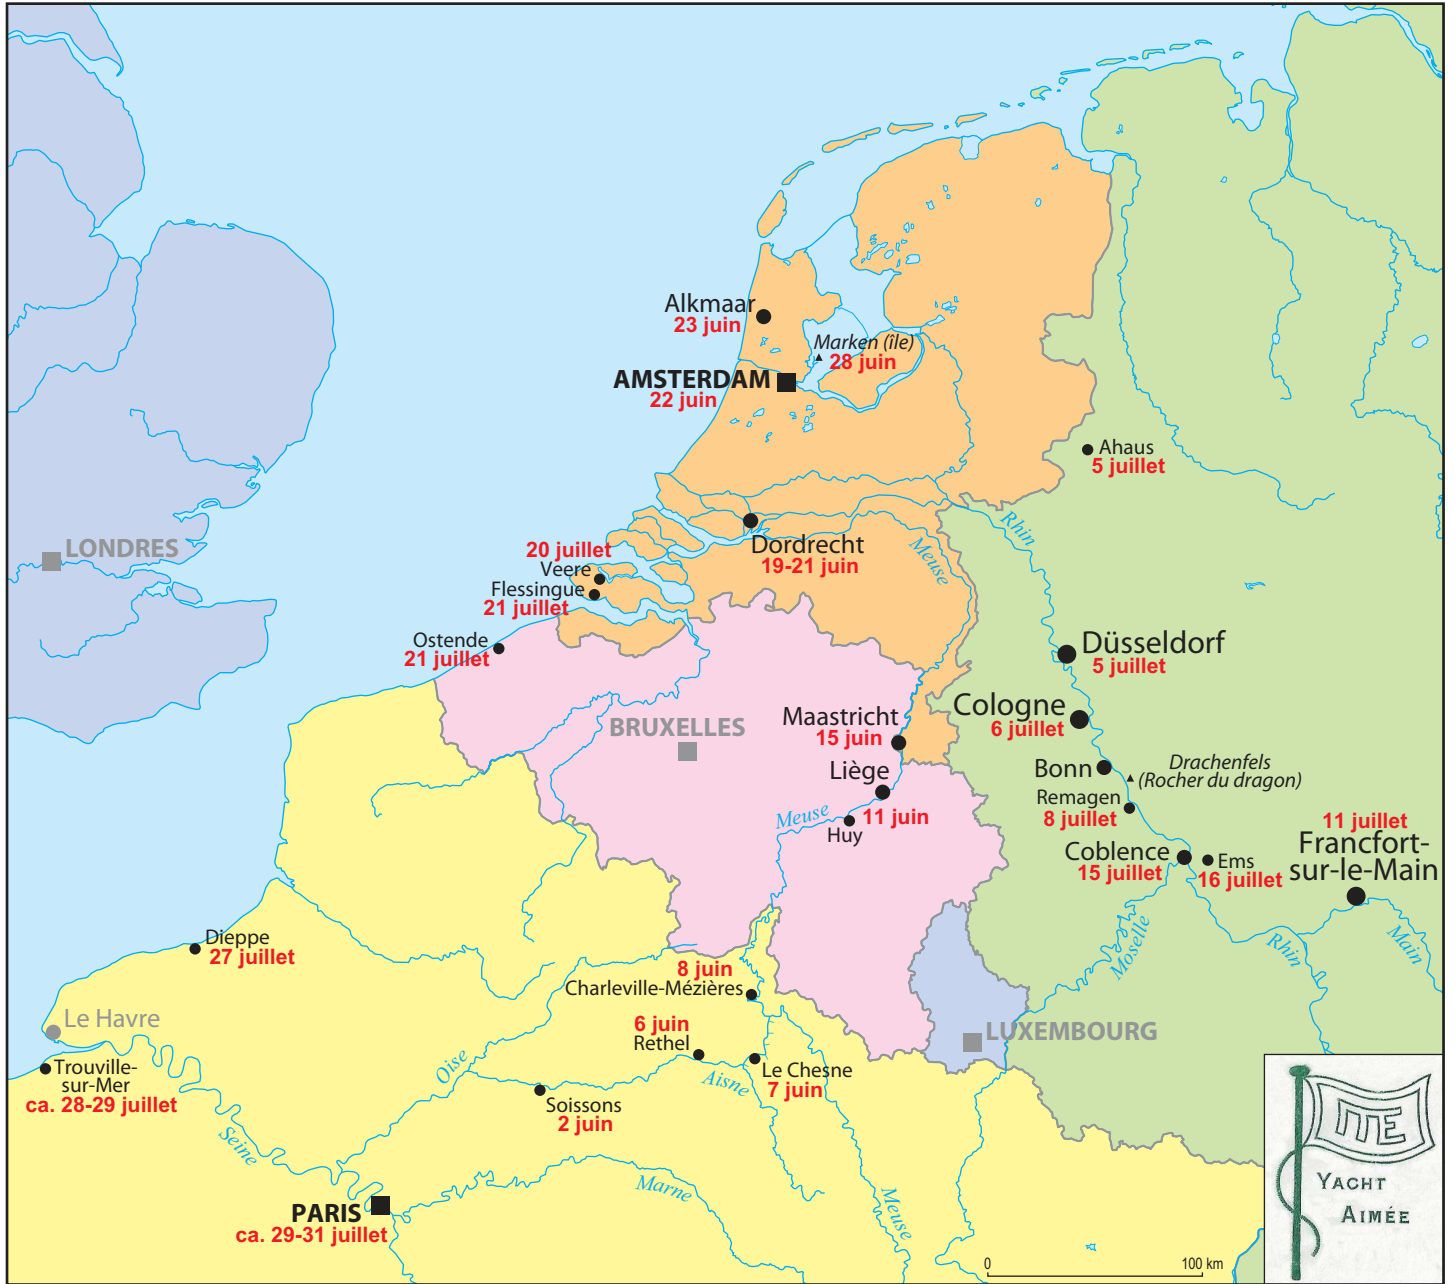 Alkmaar
23 juin
Marken (île)
28 juin
AMSTERDAM
22 juin
Ahaus
5 juillet
Rhin
LONDRES
Dordrecht
19-21 juin
Meuse
20 juillet
Veere
Flessingue
21 juillet
Ostende
21 juillet
Düsseldorf
5 juillet
Cologne
6 juillet
Maastricht
15 juin
BRUXELLES
Liège
11 juin
Meuse
Huy
Bonn
Drachenfels
(Rocher du dragon)
Remagen
8 juillet
11 juillet
Francfort-
sur-le-Main
Coblence
15 juillet
Ems
16 juillet
Moselle
Rhin
Main
Dieppe
27 juillet
8 juin
Charleville-Mézières
Le Havre
6 juin
Rethel
LUXEMBOURG
Oise
Aisne
Le Chesne
7 juin
Trouville-
sur-Mer
ca. 28-29 juillet
Soissons
2 juin
Seine
Marne
Meuse
PARIS
ca. 29-31 juillet
0 100 km
YACHT
AIMÉE